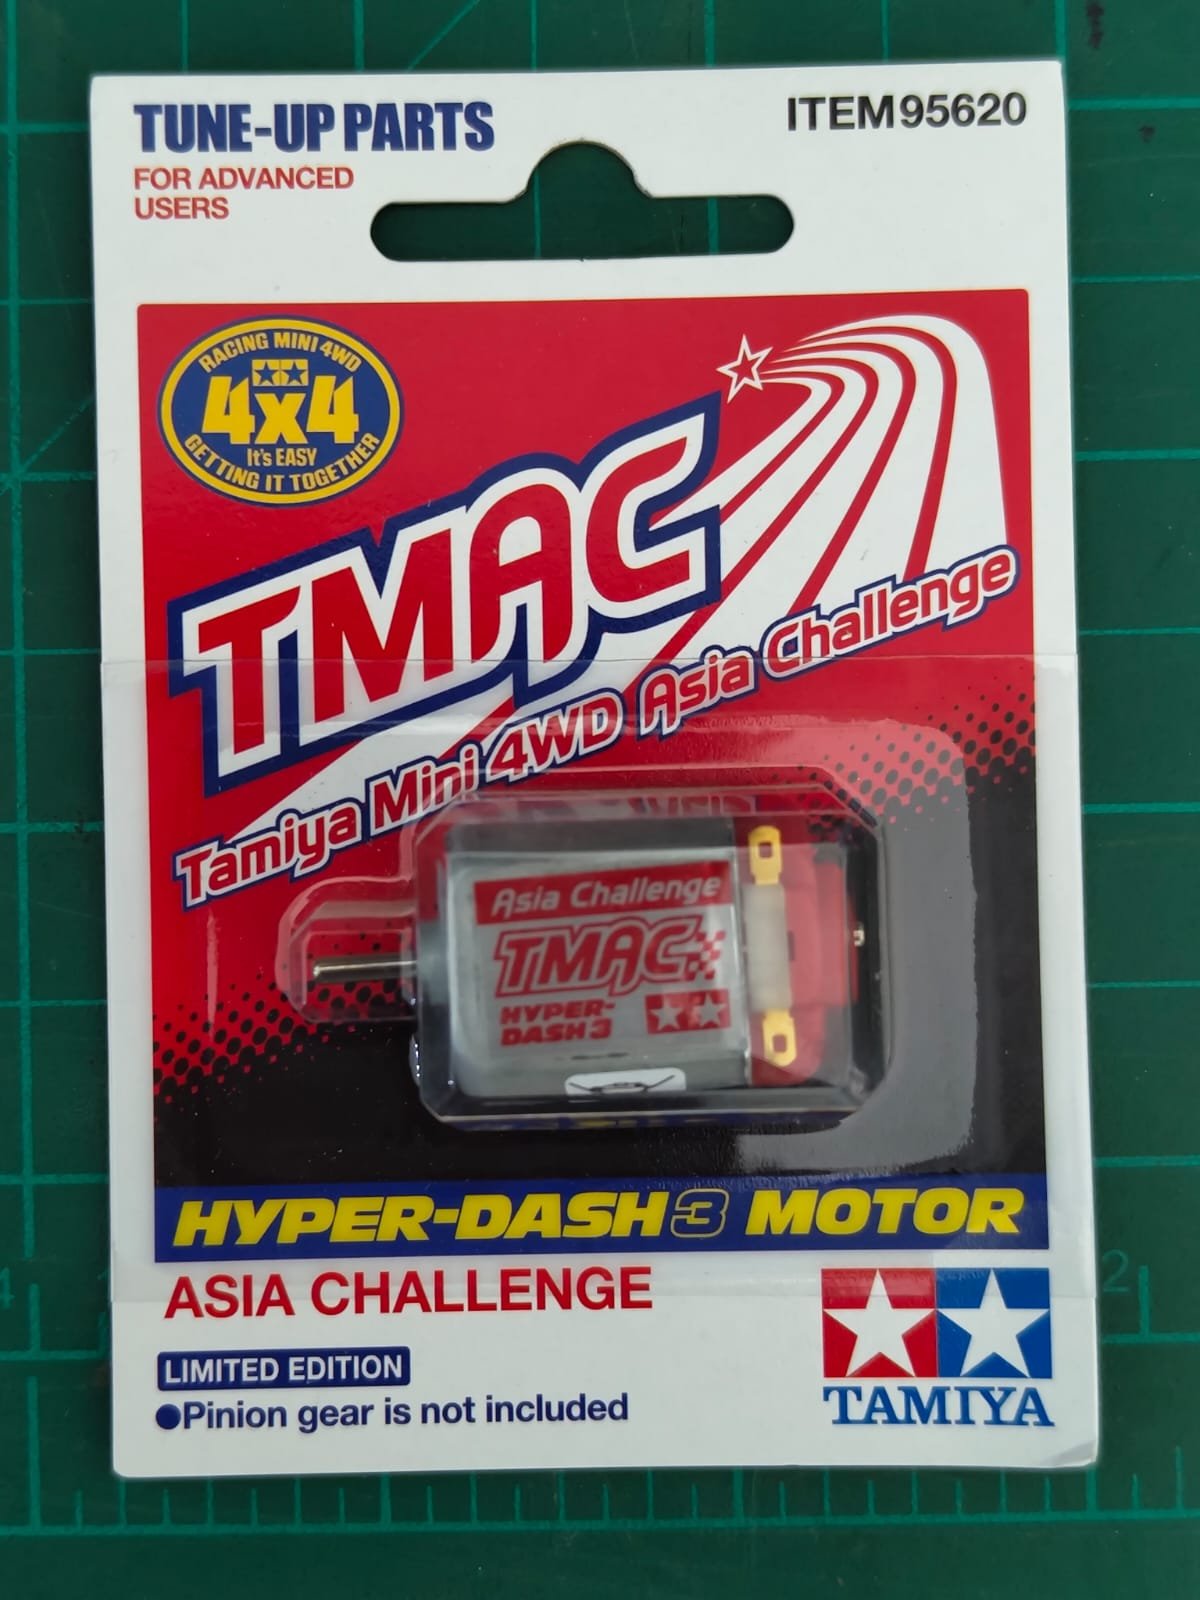 TUNE-UP PARTS
ITEM95620
FOR ADVANCED
USERS
RACING MINI 4WD
4x4
It's EASY
GETTING IT TOGETHER
TMAC
Tamiya Mini 4WD Asia Challenge
Asia Challenge
TMAC
HYPER-
DASH3
HYPER-DASH3 MOTOR
ASIA CHALLENGE
LIMITED EDITION
●Pinion gear is not included
TAMIYA
2